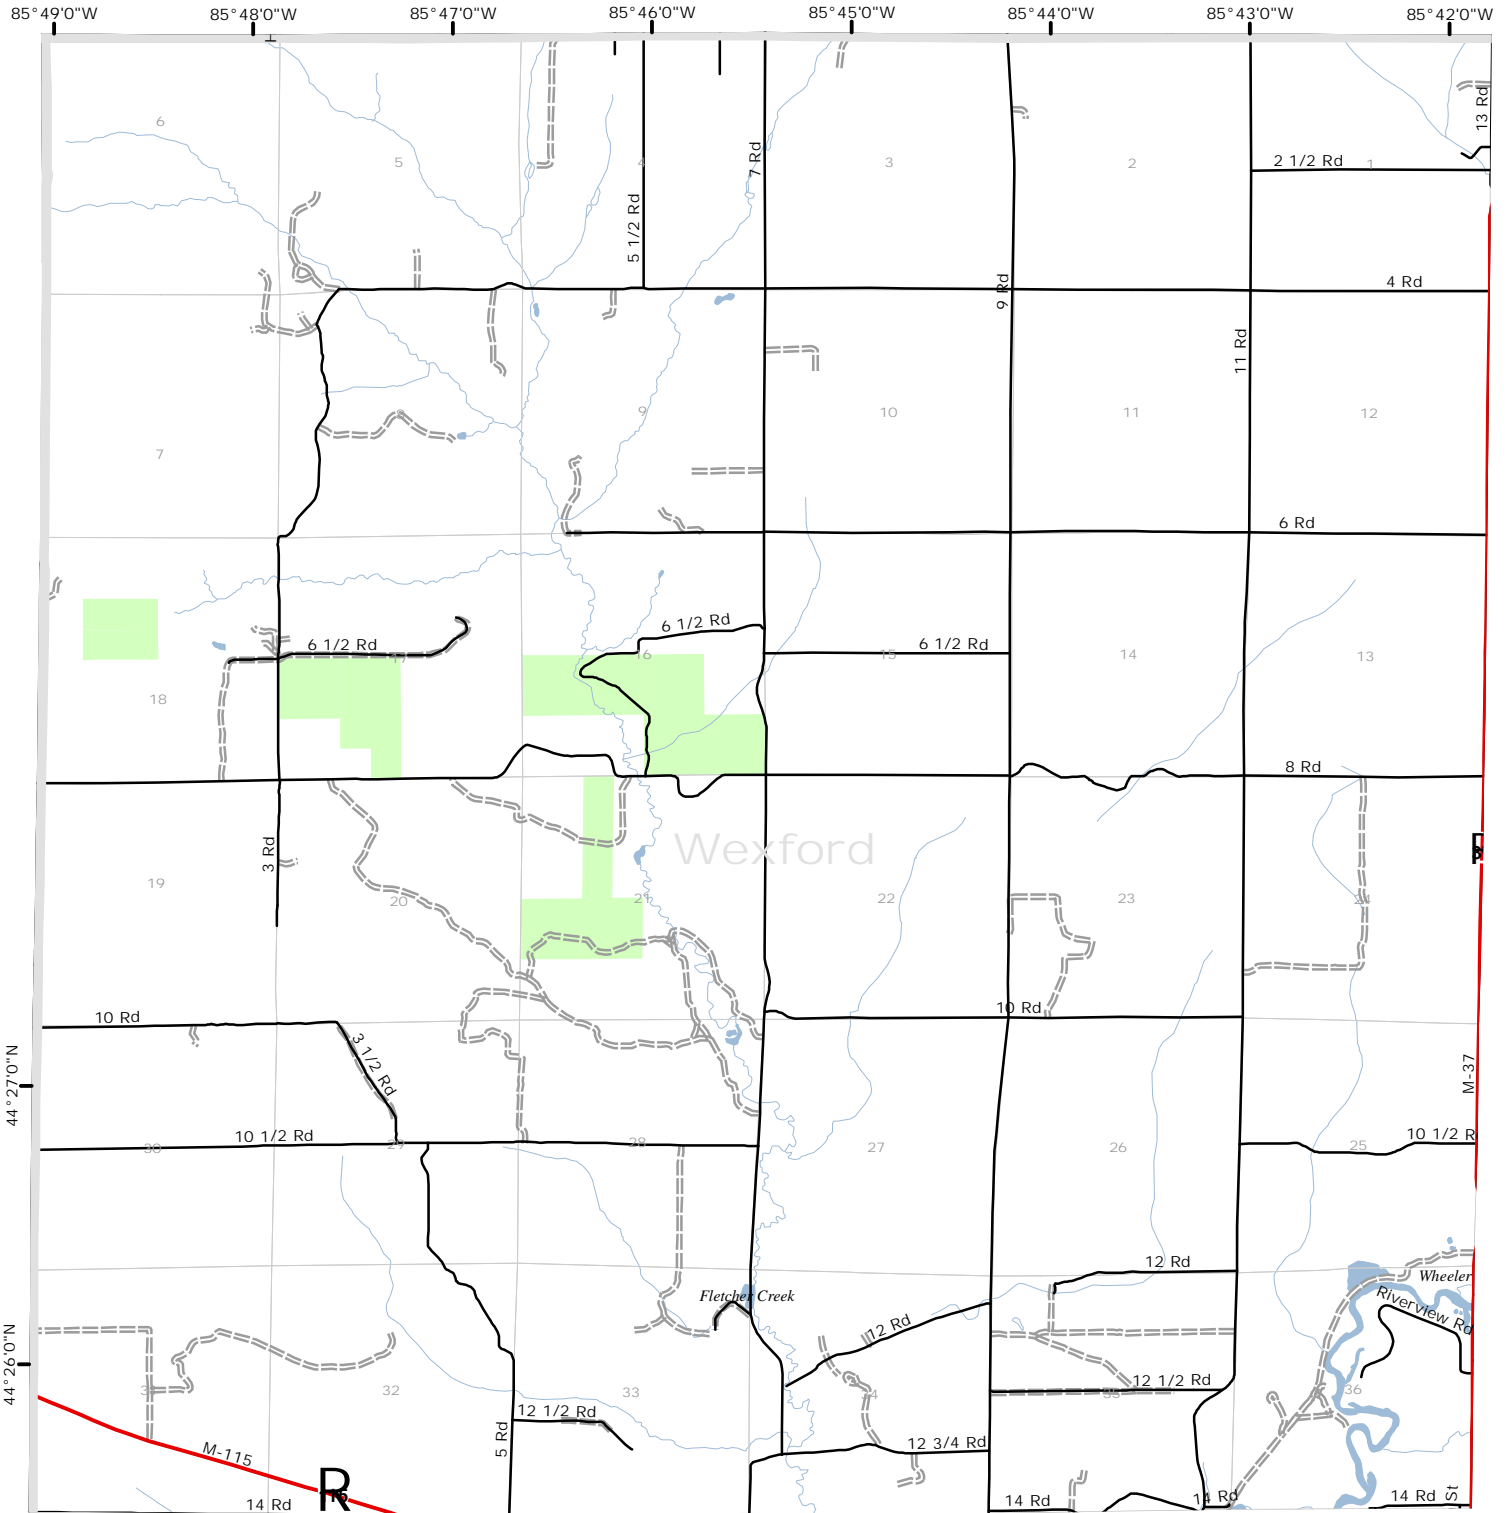 85°49'0"W 85°48'0"W 85°47'0"W 85°46'0"W 85°45'0"W 85°44'0"W 85°43'0"W 85°42'0"W
13 Rd
6
5
4
7 Rd
3
2
2 1/2 Rd
1
5 1/2 Rd
9 Rd
4 Rd
11 Rd
7
8
9
10
11
12
6 Rd
6 1/2 Rd
6 1/2 Rd
6 1/2 Rd
17
16
15
14
13
18
8 Rd
3 Rd
Wexford
19
20
21
22
23
24
10 Rd
10 Rd
3 1/2 Rd
44°27'0"N
M-37
10 1/2 Rd
10 1/2 R
30
29
28
27
26
25
12 Rd
Wheeler
Fletcher Creek
Riverview Rd
12 Rd
44°26'0"N
12 1/2 Rd
32
33
34
35
36
12 1/2 Rd
5 Rd
12 3/4 Rd
M-115
R
14 Rd
14 Rd
14 Rd
14 Rd
St